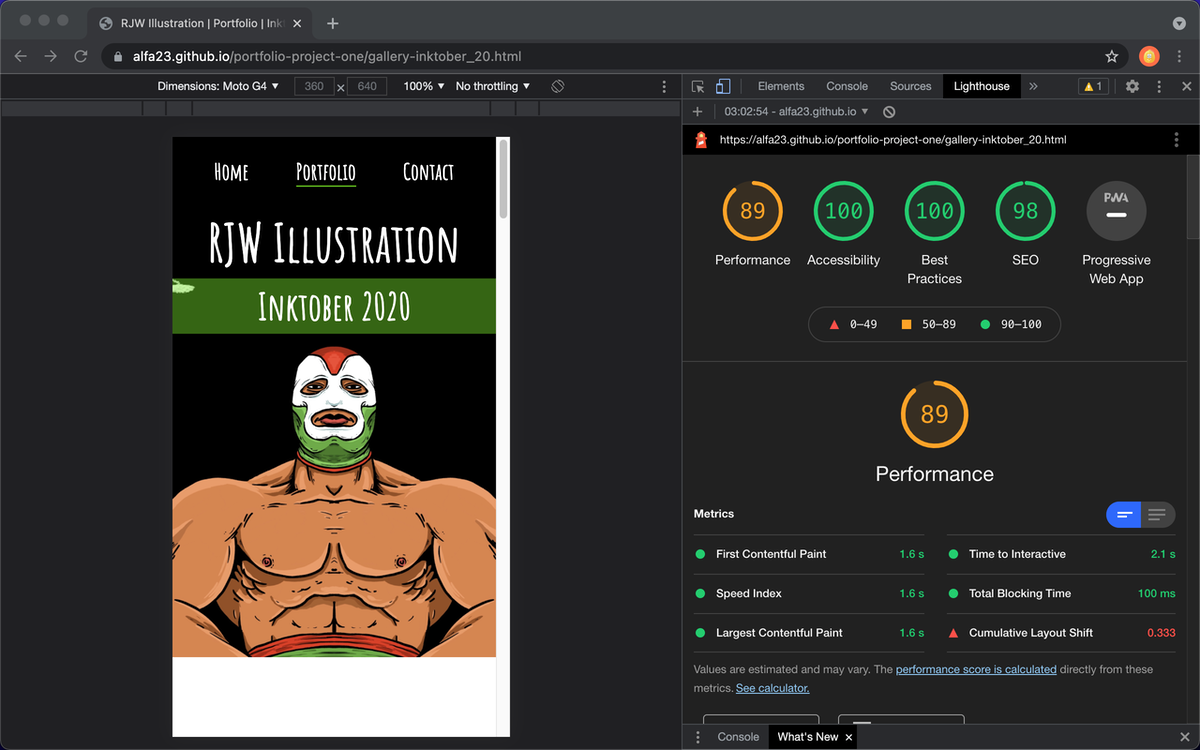 RJW Illustration | Portfolio | Ink
alfa23.github.io/portfolio-project-one/gallery-inktober_20.html
Dimensions: Moto G4 ▼ 360 × 640 100% ▼ No throttling ▼
Elements Console Sources Lighthouse » 1
03:02:54 - alfa23.github.io ▼
https://alfa23.github.io/portfolio-project-one/gallery-inktober_20.html
Home Portfolio Contact
RJW Illustration
Inktober 2020
89 100 100 98 PWA
Performance Accessibility Best Practices SEO Progressive Web App
0–49 50–89 90–100
89
Performance
Metrics
First Contentful Paint 1.6 s
Time to Interactive 2.1 s
Speed Index 1.6 s
Total Blocking Time 100 ms
Largest Contentful Paint 1.6 s
Cumulative Layout Shift 0.333
Values are estimated and may vary. The performance score is calculated directly from these
metrics. See calculator.
Console What's New ×